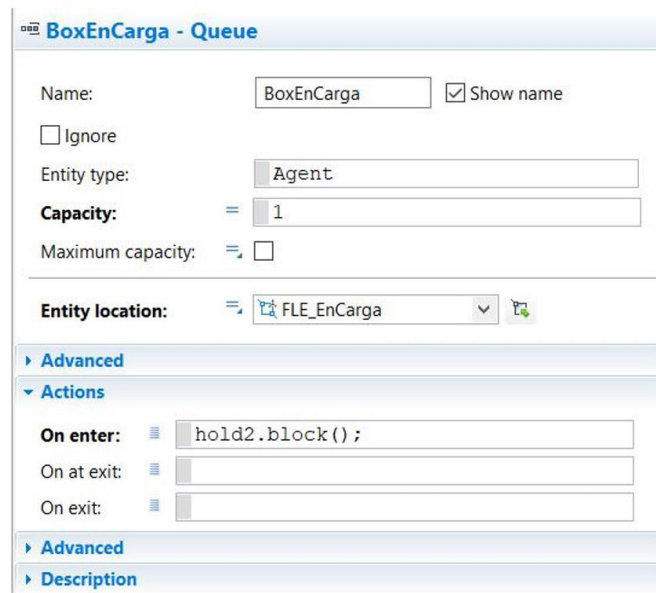 BoxEnCarga - Queue
Name: BoxEnCarga Show name
Ignore
Entity type: Agent
Capacity: = 1
Maximum capacity: =
Entity location: = FLE_EnCarga
Advanced
Actions
On enter: hold2.block();
On at exit:
On exit:
Advanced
Description